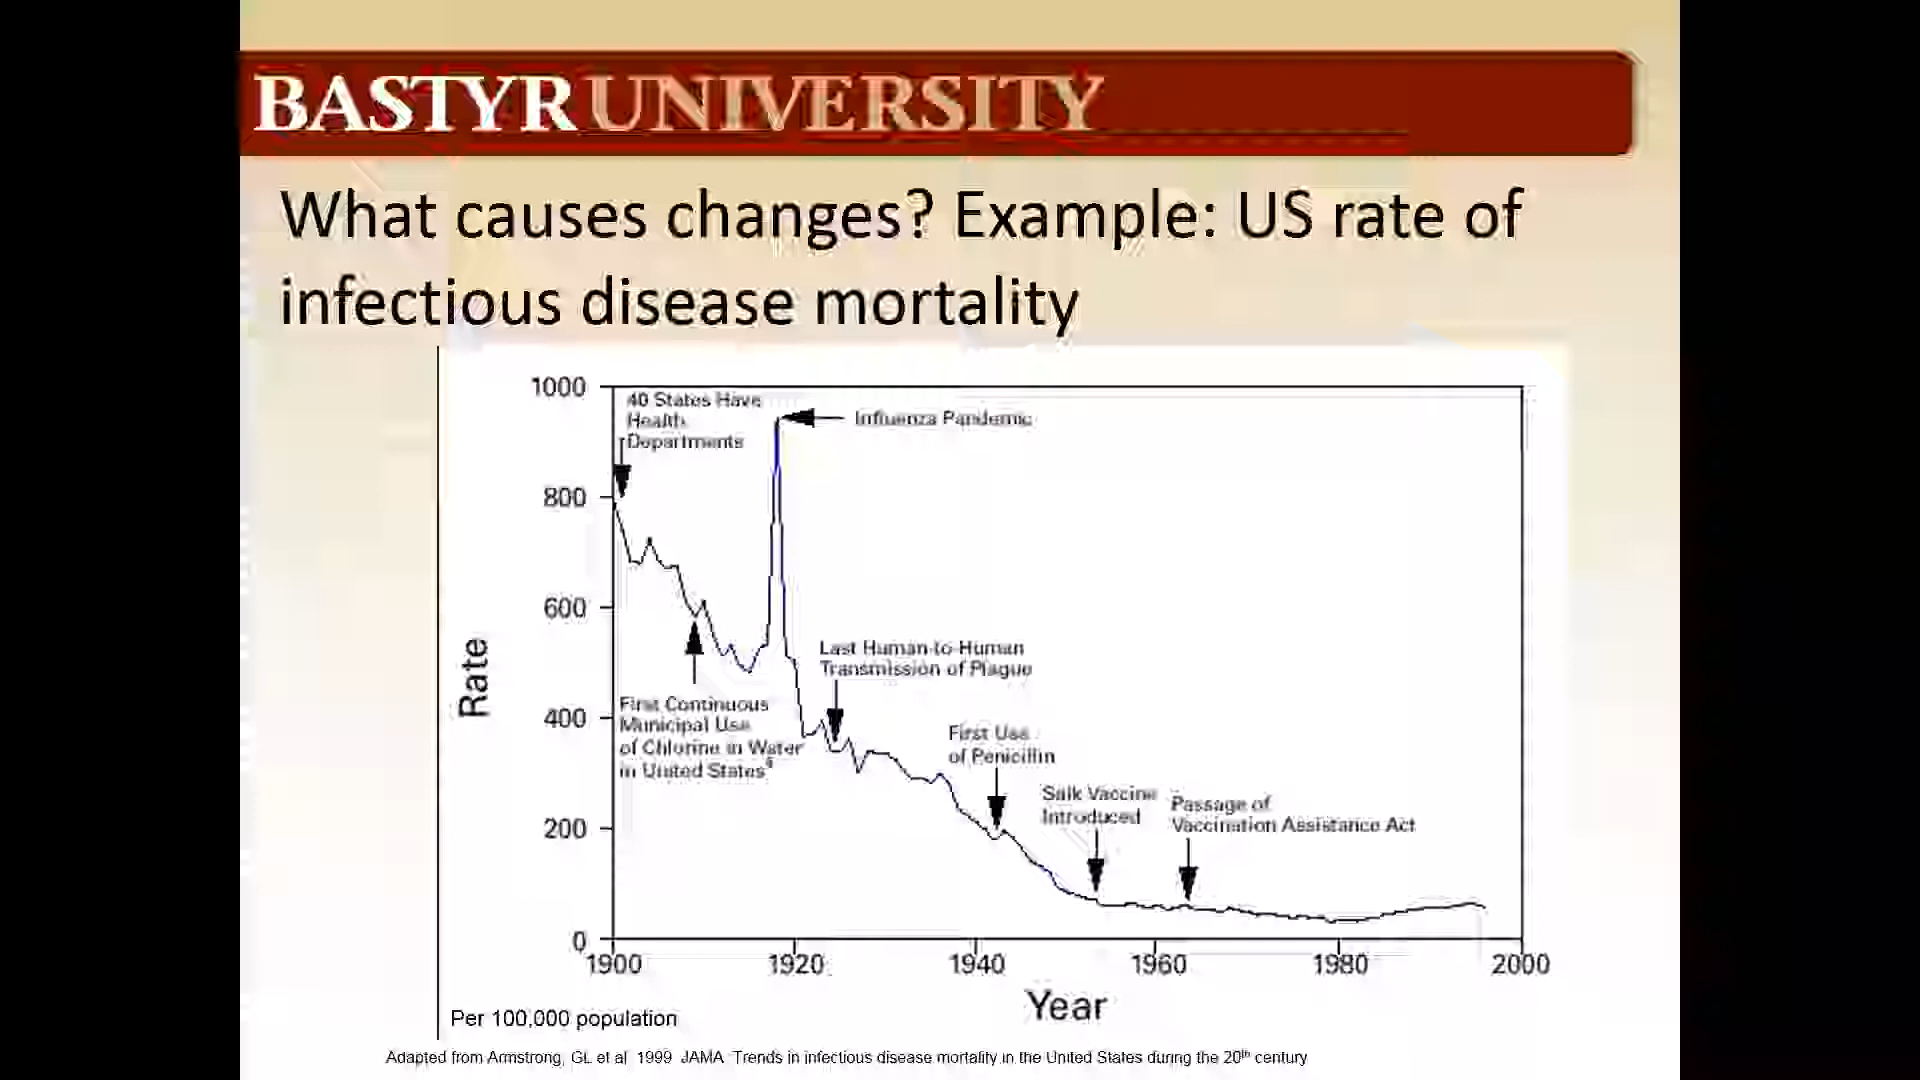 BASTYR UNIVERSITY
What causes changes? Example: US rate of
infectious disease mortality
1000
800
600
400
200
0
Rate
40 States Have
Health
Departments
Influenza Pandemic
Last Human-to-Human
Transmission of Plague
First Continuous
Municipal Use
of Chlorine in Water
in United States
First Use
of Penicillin
Salk Vaccine
Introduced
Passage of
Vaccination Assistance Act
1900
1920
1940
1960
1980
2000
Year
Per 100,000 population
Adapted from Armstrong, GL et al 1999 JAMA Trends in infectious disease mortality in the United States during the 20th century